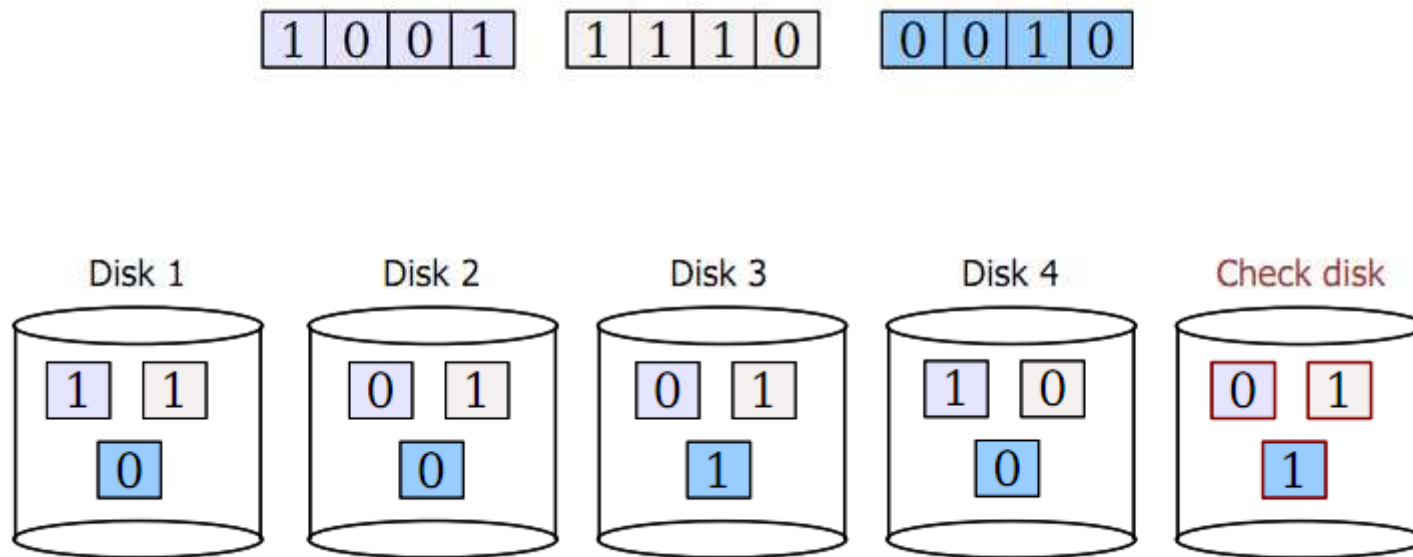 1 0 0 1 1 1 1 0 0 0 1 0
Disk 1 Disk 2 Disk 3 Disk 4 Check disk
1 1 0 1 0 1 1 0 0 1
0 0 1 0 1